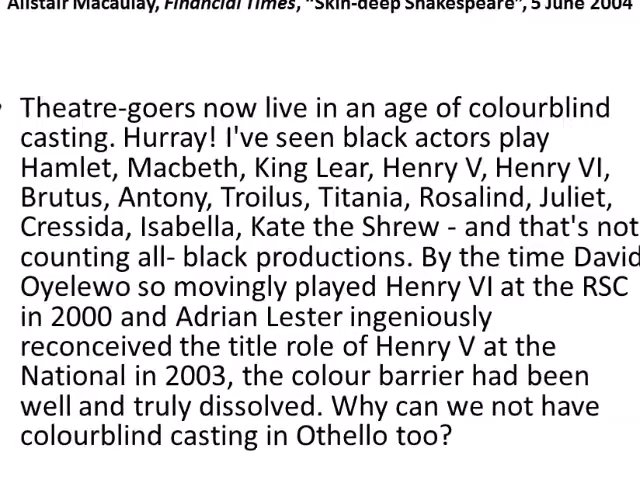 Alistair Macaulay, Financial Times, "Skin-deep Shakespeare", 5 June 2004
• Theatre-goers now live in an age of colourblind
casting. Hurray! I've seen black actors play
Hamlet, Macbeth, King Lear, Henry V, Henry VI,
Brutus, Antony, Troilus, Titania, Rosalind, Juliet,
Cressida, Isabella, Kate the Shrew - and that's not
counting all- black productions. By the time David
Oyelewo so movingly played Henry VI at the RSC
in 2000 and Adrian Lester ingeniously
reconceived the title role of Henry V at the
National in 2003, the colour barrier had been
well and truly dissolved. Why can we not have
colourblind casting in Othello too?